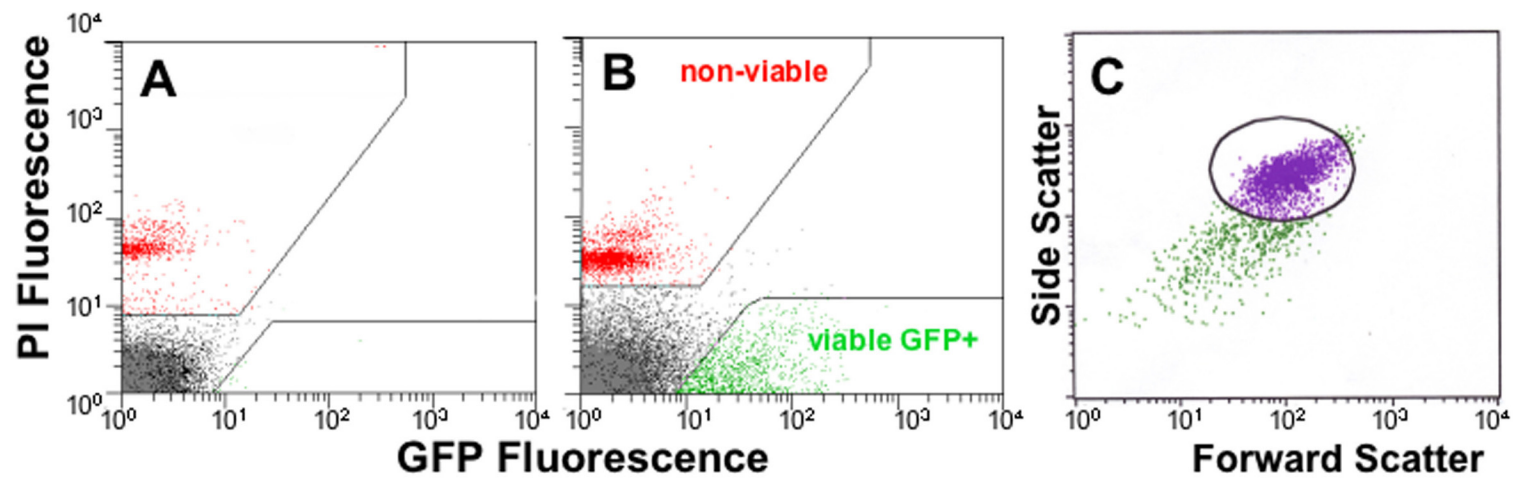 PI Fluorescence
10⁴
10³
10²
10¹
10⁰
A
10⁰ 10¹ 10² 10³ 10⁴
B
non-viable
viable GFP+
10⁰ 10¹ 10² 10³ 10⁴
GFP Fluorescence
C
Side Scatter
10⁰ 10¹ 10² 10³ 10⁴
Forward Scatter